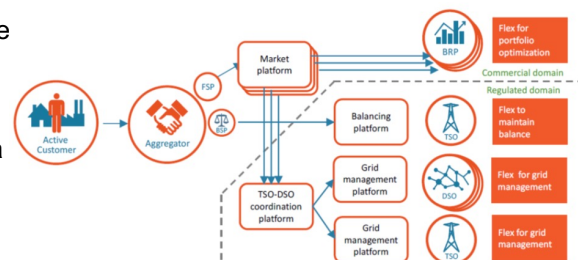 e
a
Active
Customer
Aggregator
FSP
BSP
Market
platform
BRP
Flex for
portfolio
optimization
Commercial domain
Regulated domain
Balancing
platform
TSO
Flex to
maintain
balance
TSO-DSO
coordination
platform
Grid
management
platform
DSO
Flex for grid
management
Grid
management
platform
TSO
Flex for grid
management